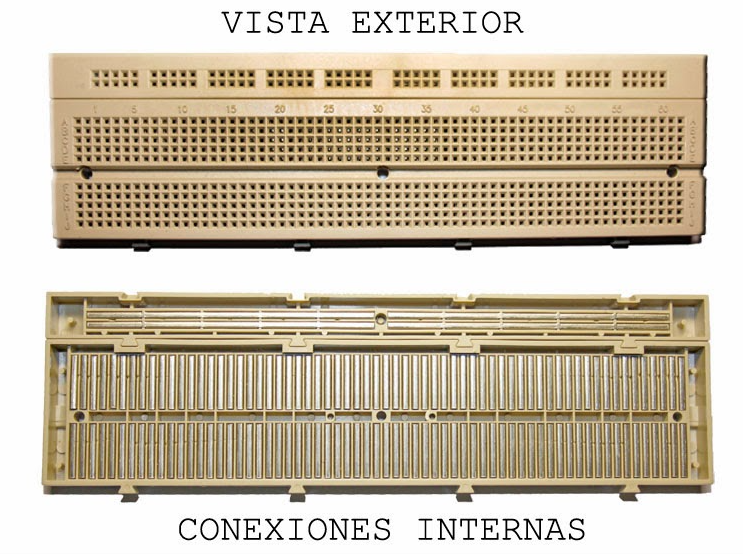 VISTA EXTERIOR
1 5 10 15 20 25 30 35 40 45 50 55 60
A B C D E
F G H I J
CONEXIONES INTERNAS